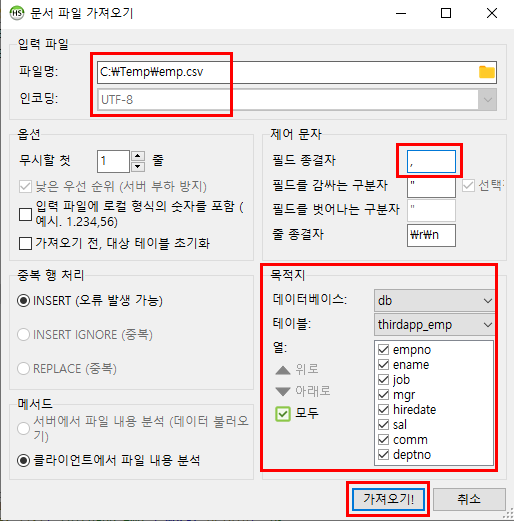 HS 문서 파일 가져오기
입력 파일
파일명: C:₩Temp₩emp.csv
인코딩: UTF-8
옵션
무시할 첫 1 줄
낮은 우선 순위 (서버 부하 방지)
입력 파일에 로컬 형식의 숫자를 포함 (
예시. 1.234,56)
가져오기 전, 대상 테이블 초기화
제어 문자
필드 종결자 ,
필드를 감싸는 구분자 " 선택
필드를 벗어나는 구분자 "
줄 종결자 ₩r₩n
중복 행 처리
INSERT (오류 발생 가능)
INSERT IGNORE (중복)
REPLACE (중복)
메서드
서버에서 파일 내용 분석 (데이터 불러오
기)
클라이언트에서 파일 내용 분석
목적지
데이터베이스: db
테이블: thirdapp_emp
열:
위로
아래로
모두
empno
ename
job
mgr
hiredate
sal
comm
deptno
가져오기!
취소